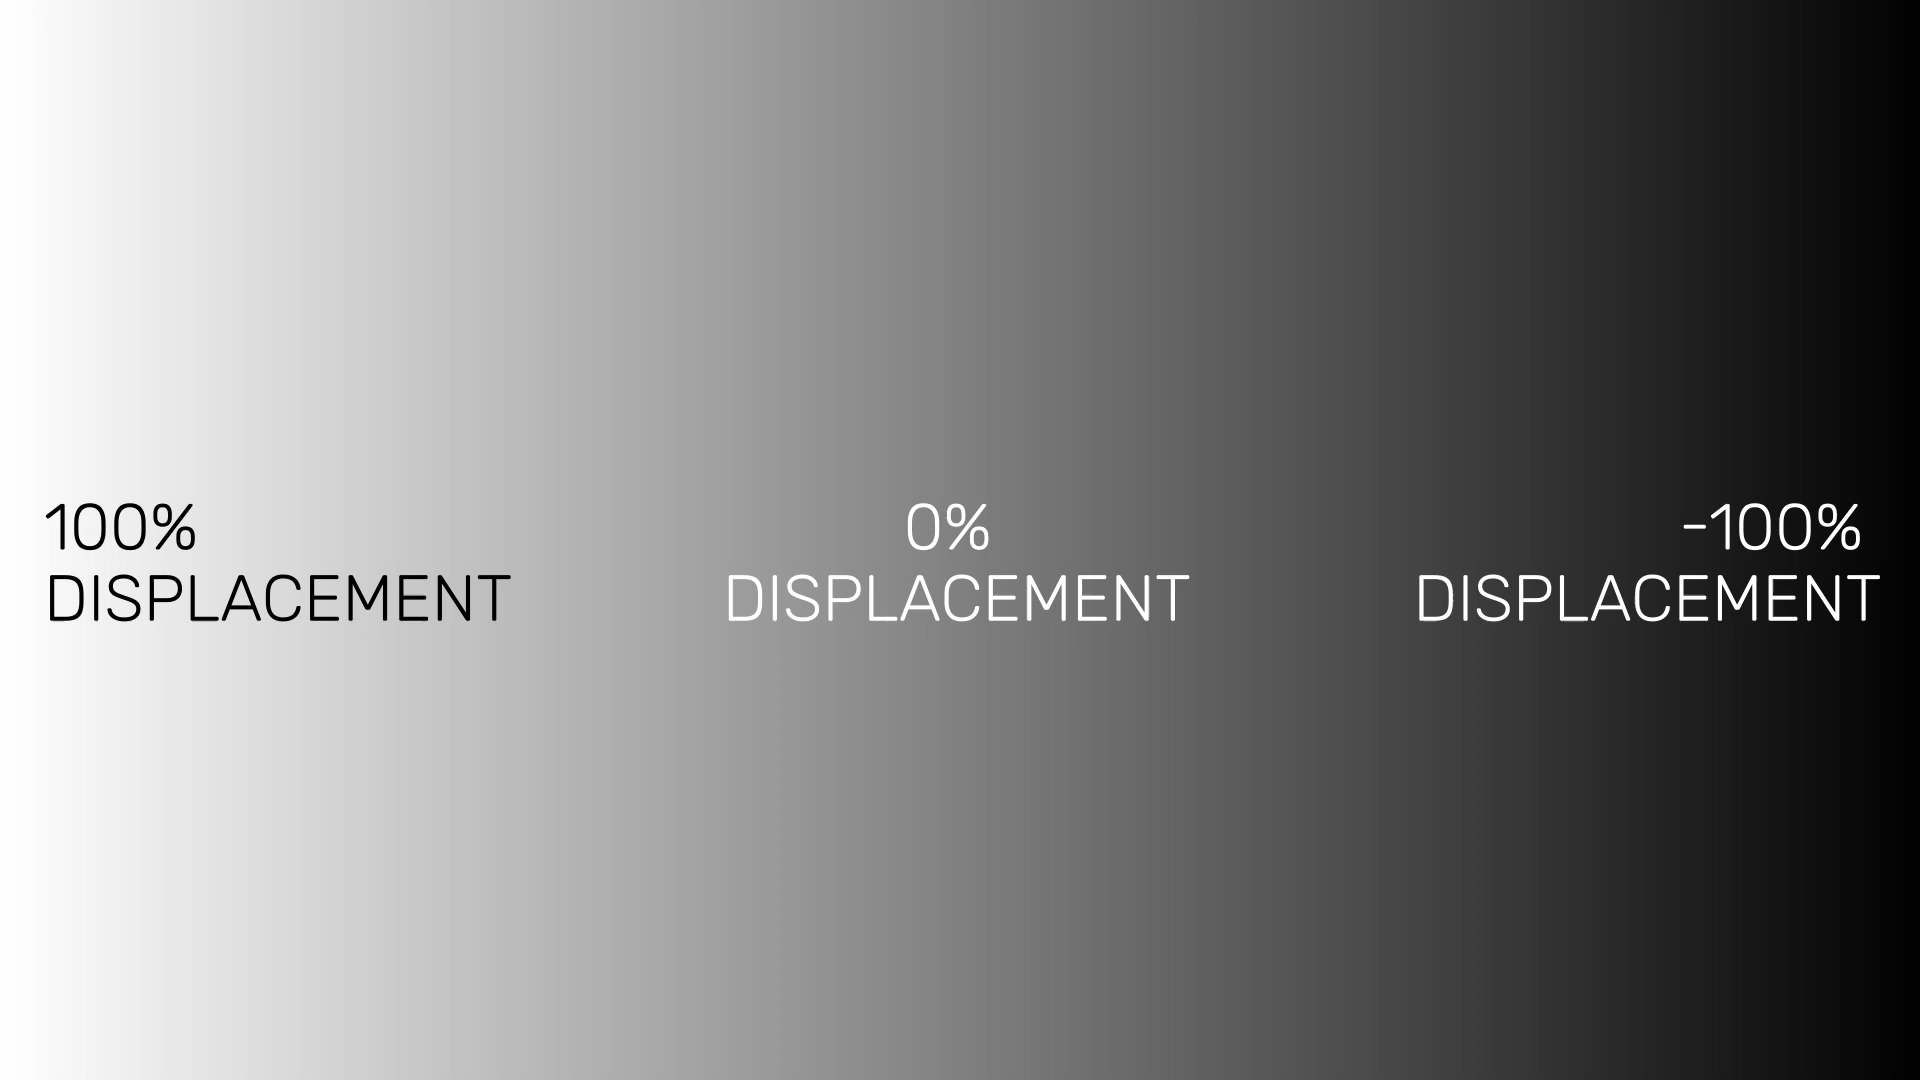 100%
DISPLACEMENT
0%
DISPLACEMENT
-100%
DISPLACEMENT